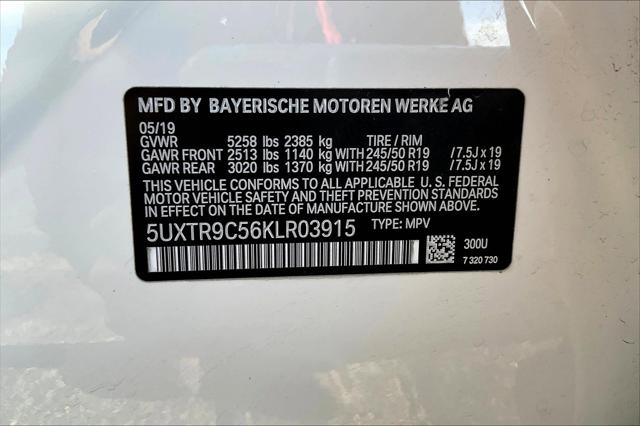 MFD BY BAYERISCHE MOTOREN WERKE AG
05/19
GVWR 5258 lbs 2385 kg TIRE / RIM
GAWR FRONT 2513 lbs 1140 kg WITH 245/50 R19 /7.5J x 19
GAWR REAR 3020 lbs 1370 kg WITH 245/50 R19 /7.5J x 19
THIS VEHICLE CONFORMS TO ALL APPLICABLE U. S. FEDERAL
MOTOR VEHICLE SAFETY AND THEFT PREVENTION STANDARDS
IN EFFECT ON THE DATE OF MANUFACTURE SHOWN ABOVE.
5UXTR9C56KLR03915 TYPE: MPV
300U
7 320 730